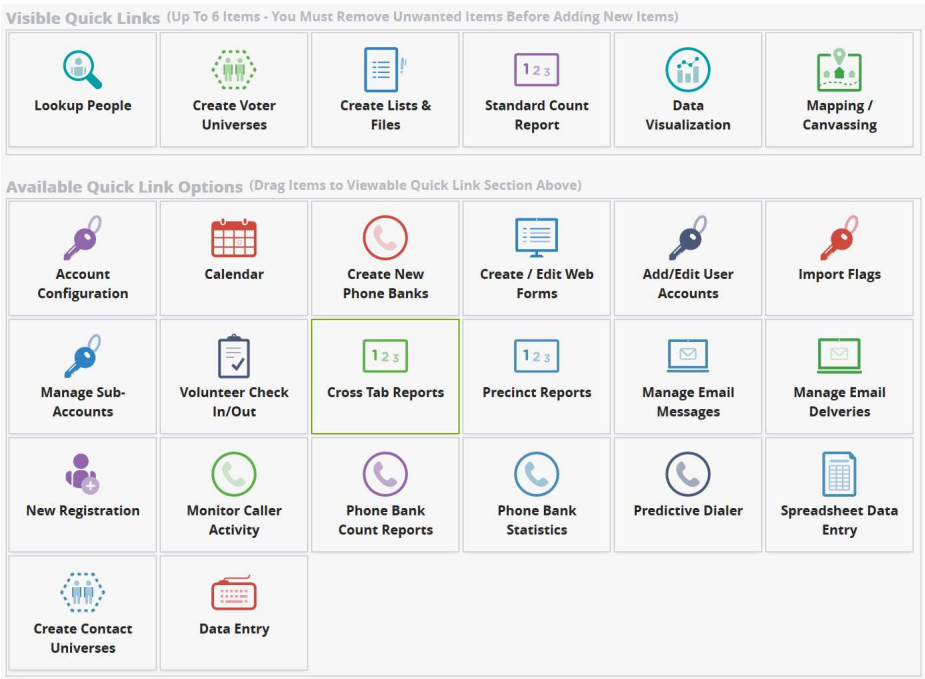 Visible Quick Links (Up To 6 Items - You Must Remove Unwanted Items Before Adding New Items)
Lookup People
Create Voter
Universes
Create Lists &
Files
1 2 3
Standard Count
Report
Data
Visualization
Mapping /
Canvassing
Available Quick Link Options (Drag Items to Viewable Quick Link Section Above)
Account
Configuration
Calendar
Create New
Phone Banks
Create / Edit Web
Forms
Add/Edit User
Accounts
Import Flags
Manage Sub-
Accounts
Volunteer Check
In/Out
1 2 3
Cross Tab Reports
1 2 3
Precinct Reports
Manage Email
Messages
Manage Email
Delveries
New Registration
Monitor Caller
Activity
Phone Bank
Count Reports
Phone Bank
Statistics
Predictive Dialer
Spreadsheet Data
Entry
Create Contact
Universes
Data Entry